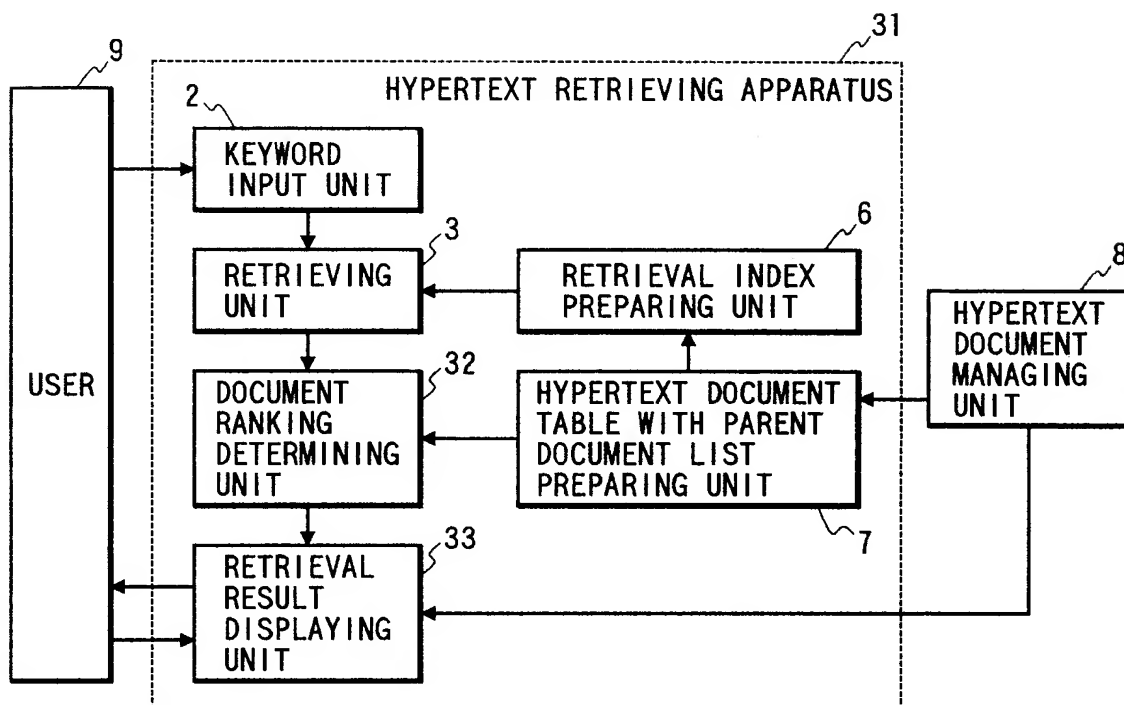 9
31
HYPERTEXT RETRIEVING APPARATUS
2
KEYWORD
INPUT UNIT
3
RETRIEVING
UNIT
6
RETRIEVAL INDEX
PREPARING UNIT
8
HYPERTEXT
DOCUMENT
MANAGING
UNIT
USER
32
DOCUMENT
RANKING
DETERMINING
UNIT
HYPERTEXT DOCUMENT
TABLE WITH PARENT
DOCUMENT LIST
PREPARING UNIT
7
33
RETRIEVAL
RESULT
DISPLAYING
UNIT